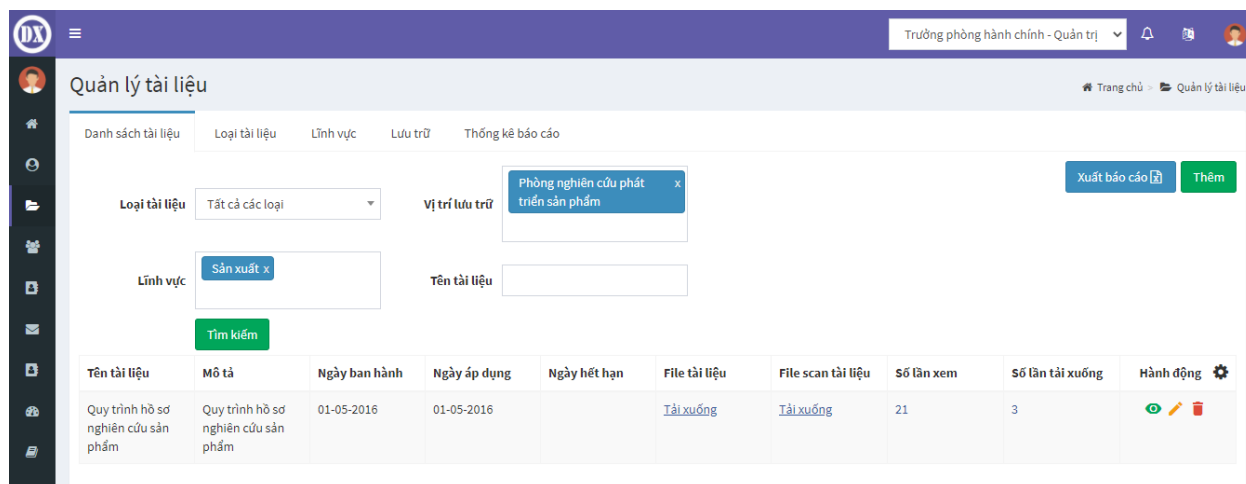 DX
Trưởng phòng hành chính - Quản trị
Quản lý tài liệu
Trang chủ > Quản lý tài liệu
Danh sách tài liệu Loại tài liệu Lĩnh vực Lưu trữ Thống kê báo cáo
Xuất báo cáo Thêm
Loại tài liệu Tất cả các loại
Vị trí lưu trữ
Phòng nghiên cứu phát x
triển sản phẩm
Lĩnh vực Sản xuất x
Tên tài liệu
Tìm kiếm
Tên tài liệu Mô tả Ngày ban hành Ngày áp dụng Ngày hết hạn File tài liệu File scan tài liệu Số lần xem Số lần tải xuống Hành động
Quy trình hồ sơ Quy trình hồ sơ 01-05-2016 01-05-2016 Tải xuống Tải xuống 21 3
nghiên cứu sản nghiên cứu sản
phẩm phẩm